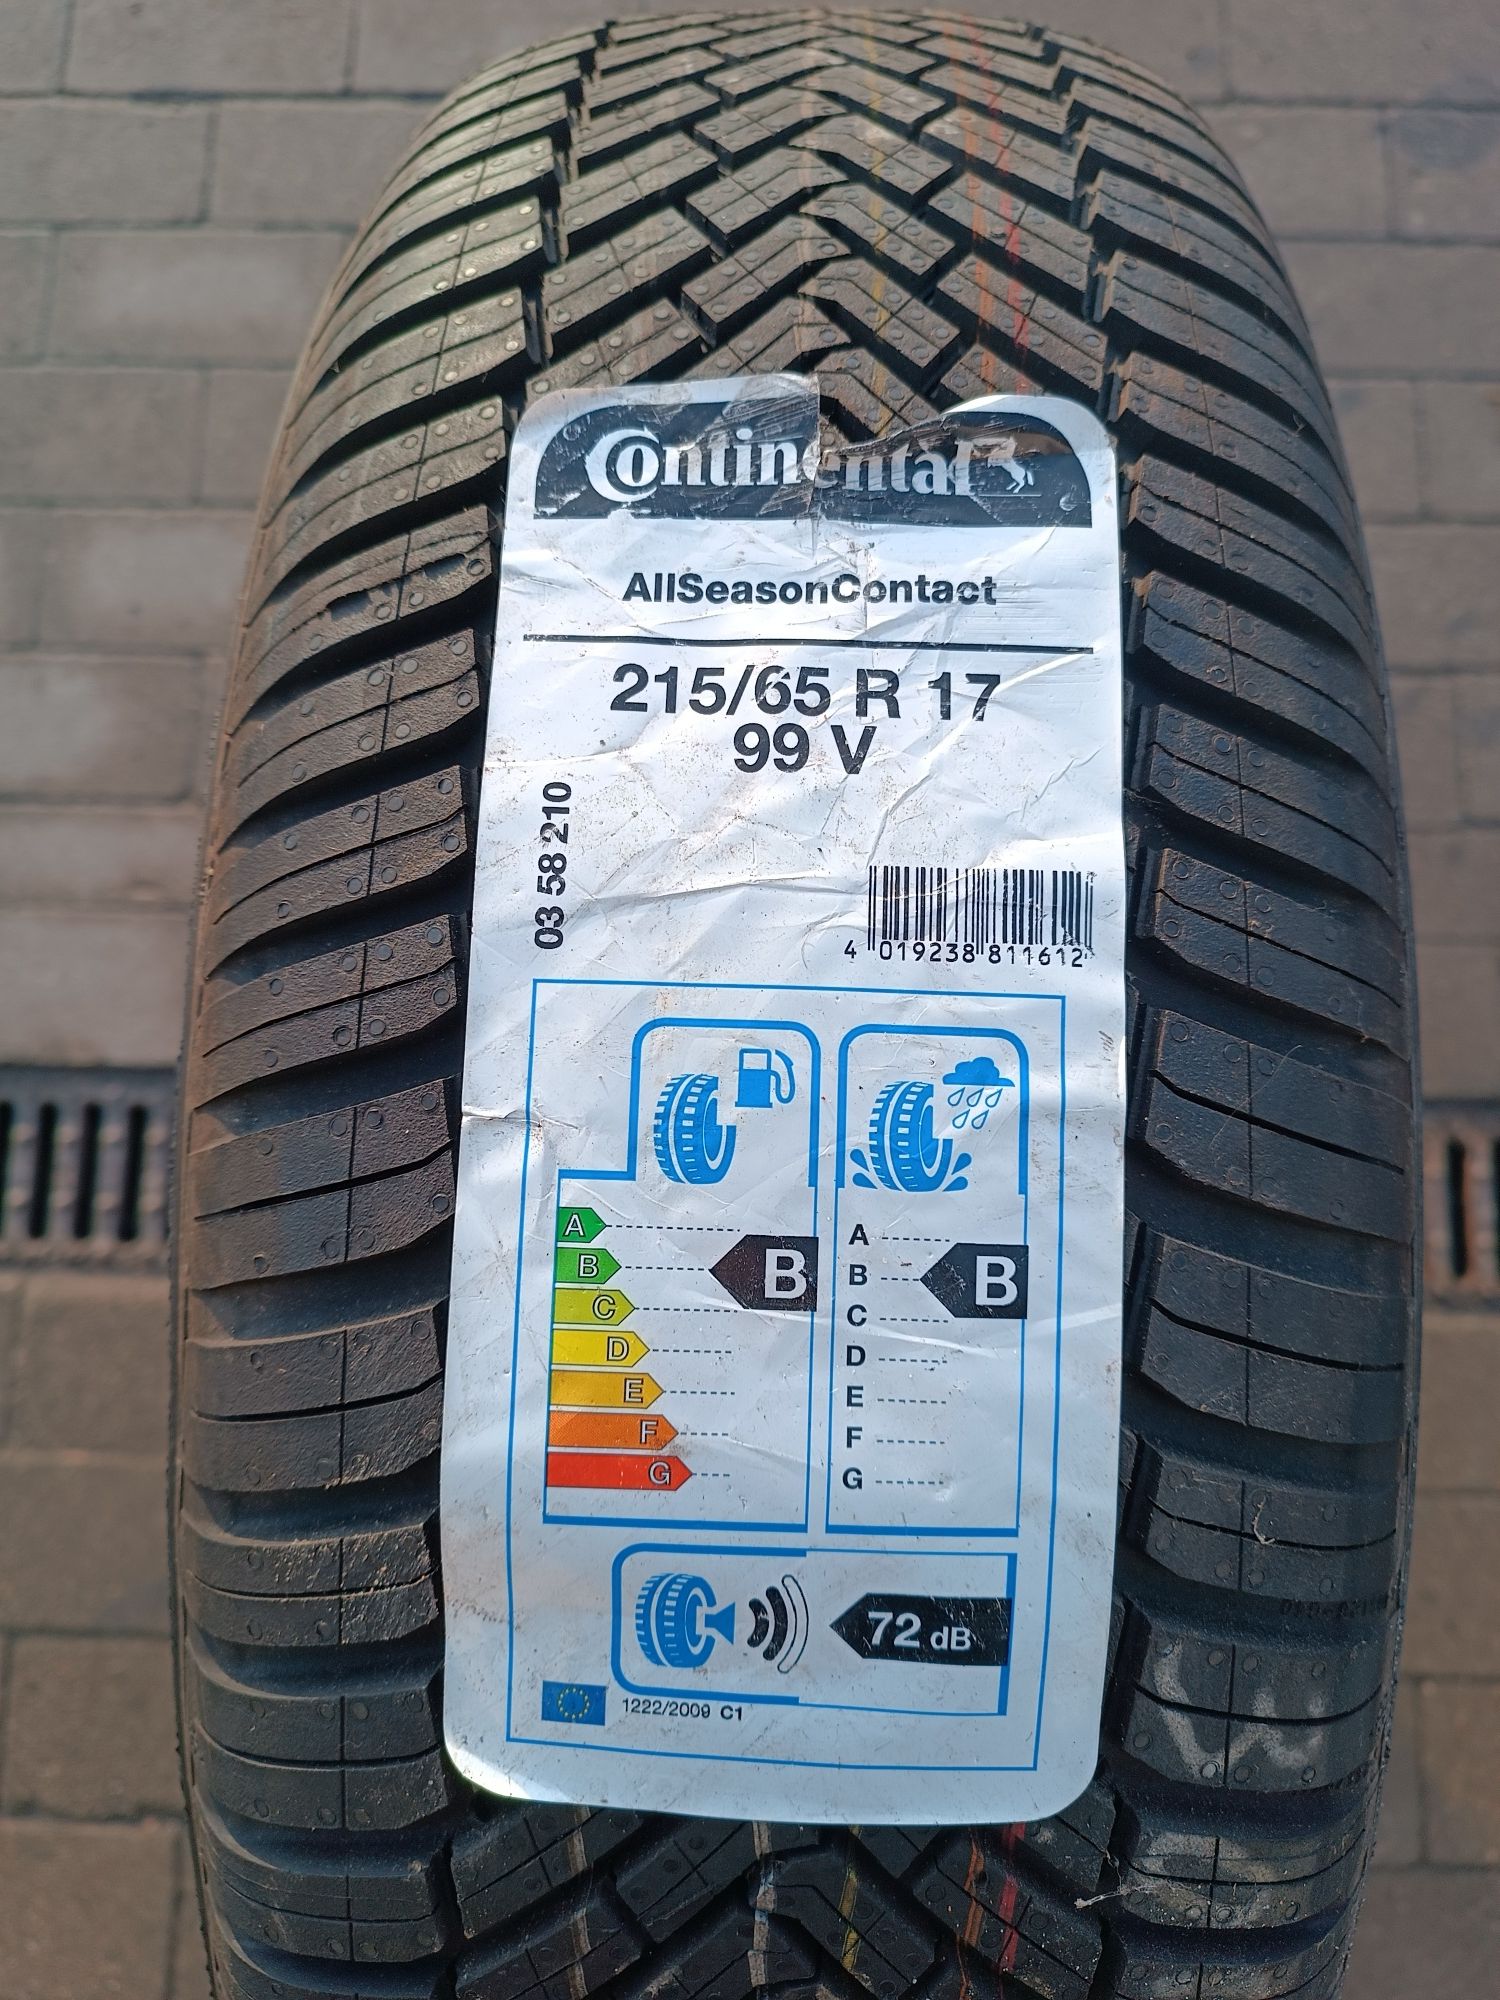 Continental
AllSeasonContact
215/65 R 17
99 V
03 58 210
4 019238 811612
A
B
C
D
E
F
G
B
A
B
C
D
E
F
G
B
72 dB
1222/2009 C1